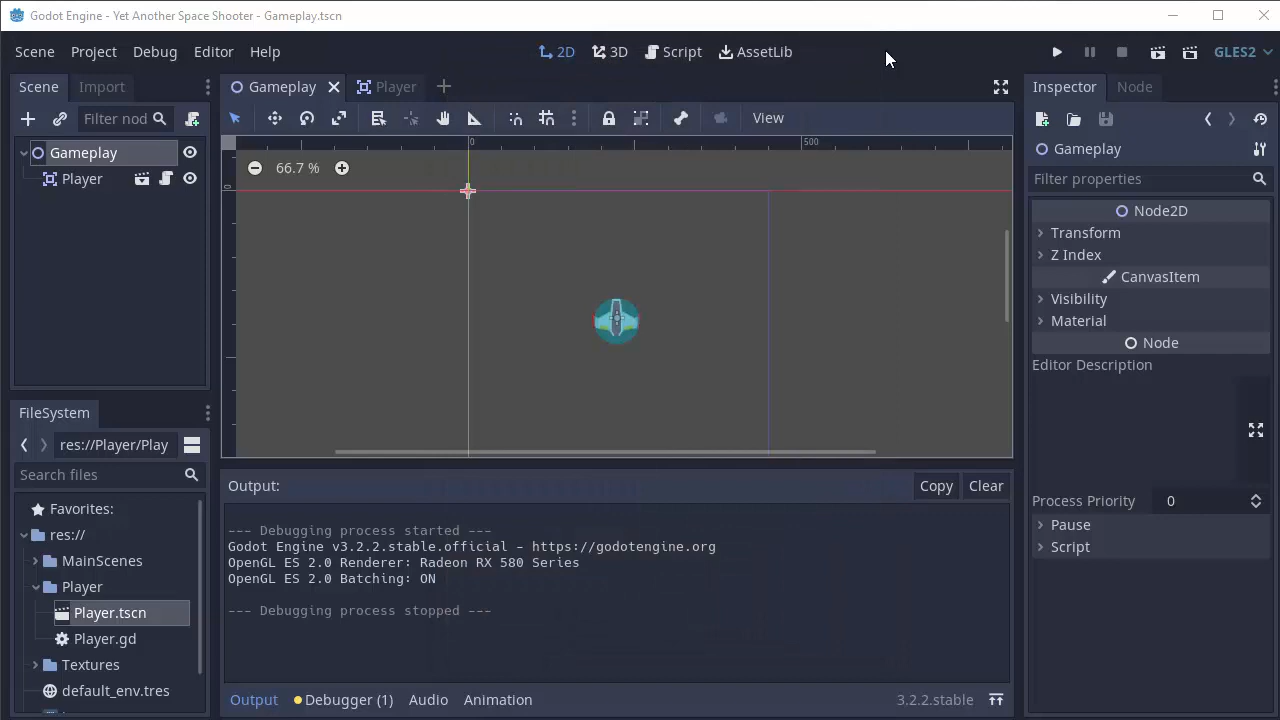 Godot Engine - Yet Another Space Shooter - Gameplay.tscn
Scene Project Debug Editor Help
2D 3D Script AssetLib
GLES2
Scene Import
Filter nod
Gameplay
Player
Gameplay Player
View
0 500
0
66.7 %
Inspector Node
Gameplay
Filter properties
Node2D
Transform
Z Index
CanvasItem
Visibility
Material
Node
Editor Description
Process Priority 0
Pause
Script
FileSystem
res://Player/Play
Search files
Favorites:
res://
MainScenes
Player
Player.tscn
Player.gd
Textures
default_env.tres
Output: Copy Clear
--- Debugging process started ---
Godot Engine v3.2.2.stable.official - https://godotengine.org
OpenGL ES 2.0 Renderer: Radeon RX 580 Series
OpenGL ES 2.0 Batching: ON
--- Debugging process stopped ---
Output Debugger (1) Audio Animation 3.2.2.stable